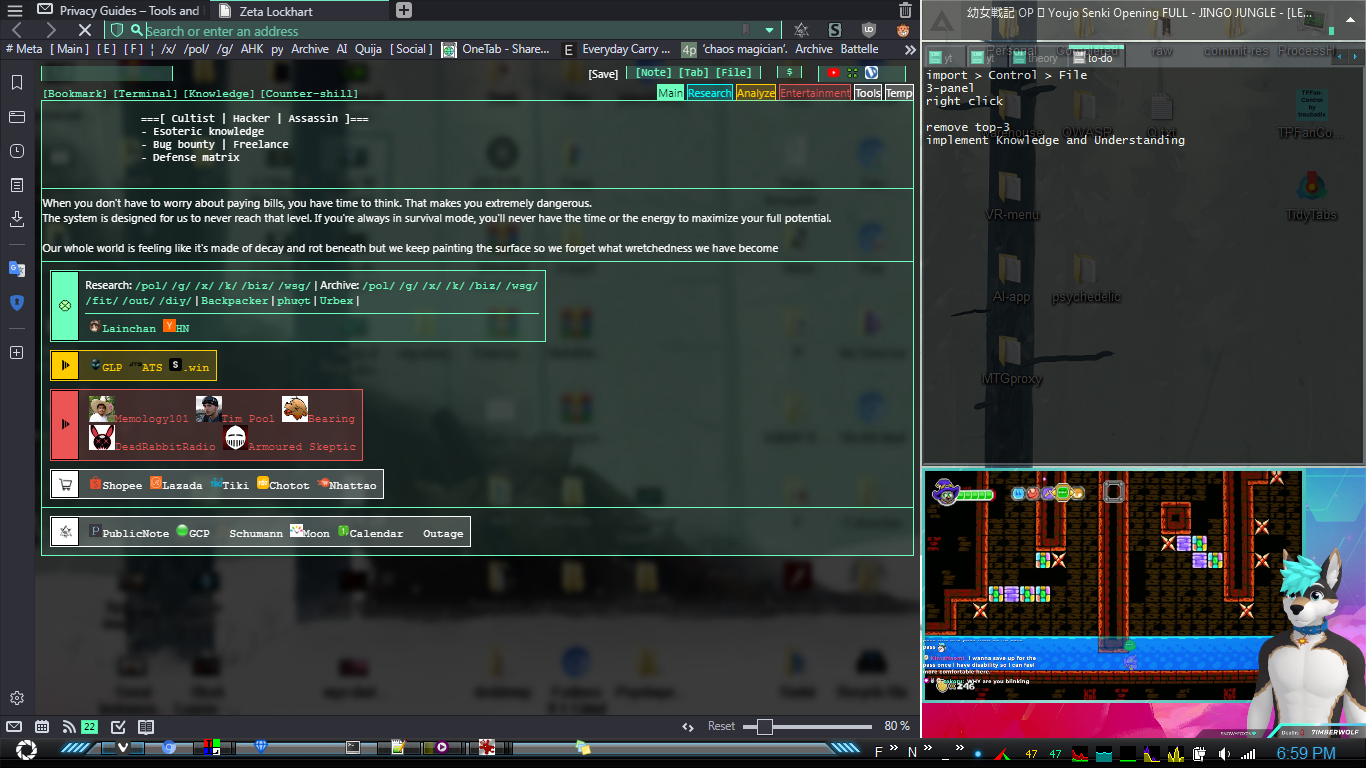 Privacy Guides – Tools and
Zeta Lockhart
Search or enter an address
# Meta [ Main ] [ E ] [ F ] ¦ /x/ /pol/ /g/ AHK py Archive AI Quija [ Social ] OneTab - Share... Everyday Carry ... 'chaos magician'. Archive Battelle
[Save] [Note] [Tab] [File] $
[Bookmark] [Terminal] [Knowledge] [Counter-shill]
Main Research Analyze Entertainment Tools Temp
===[ Cultist | Hacker | Assassin ]===
- Esoteric knowledge
- Bug bounty | Freelance
- Defense matrix
When you don't have to worry about paying bills, you have time to think. That makes you extremely dangerous.
The system is designed for us to never reach that level. If you're always in survival mode, you'll never have the time or the energy to maximize your full potential.
Our whole world is feeling like it's made of decay and rot beneath but we keep painting the surface so we forget what wretchedness we have become
Research: /pol/ /g/ /x/ /k/ /biz/ /wsg/ | Archive: /pol/ /g/ /x/ /k/ /biz/ /wsg/
/fit/ /out/ /diy/ | Backpacker | phượt | Urbex |
Lainchan HN
GLP ATS .win
Memology101 Tim Pool Bearing
DeadRabbitRadio Armoured Skeptic
Shopee Lazada Tiki Chotot Nhattao
PublicNote GCP Schumann Moon Calendar Outage
22
Reset 80 %
幼女戦記 OP Youjo Senki Opening FULL - JINGO JUNGLE - [LE...
Personal Completed raw commit-res ProcessH
yt yt theory to-do
import > Control > File
3-panel
right click
remove top-3
implement Knowledge and Understanding
OWASP
TPFanCo...
VR-menu
TidyTabs
AI-app
psychedelic
MTGproxy
I wanna save up for the
pass once I have disability so I can feel
more comfortable here.
WHY are you blinking
246
TIMBERWOLF
F » N » _ » 47 47 6:59 PM